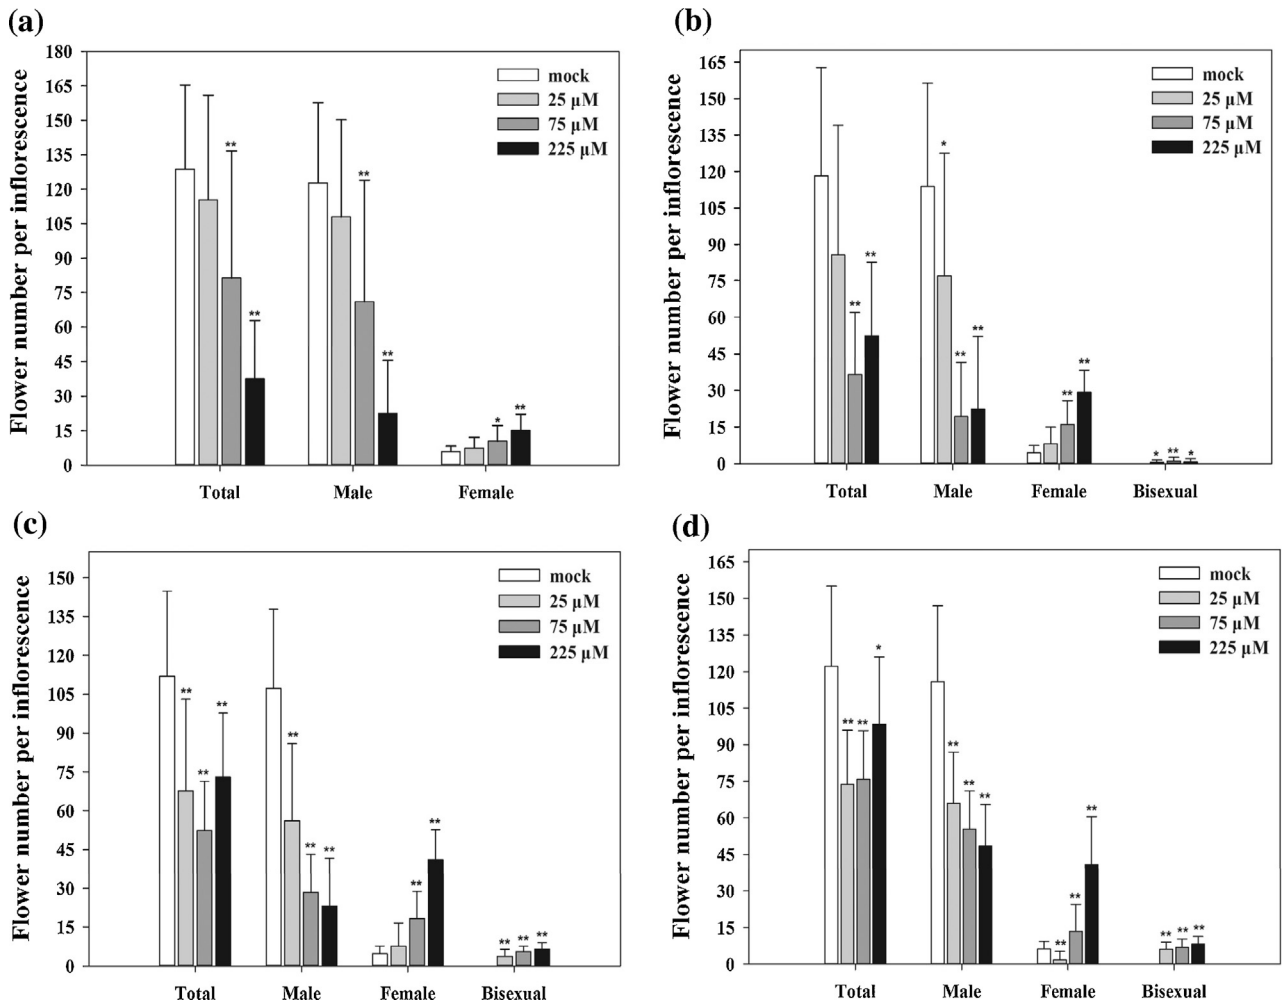 (a)
Flower number per inflorescence
180
165
150
135
120
105
90
75
60
45
30
15
0
mock
25 µM
75 µM
225 µM
** ** ** ** * **
Total Male Female
(b)
Flower number per inflorescence
165
150
135
120
105
90
75
60
45
30
15
0
mock
25 µM
75 µM
225 µM
** ** * ** ** ** ** * ** *
Total Male Female Bisexual
(c)
Flower number per inflorescence
150
135
120
105
90
75
60
45
30
15
0
mock
25 µM
75 µM
225 µM
** ** ** ** ** ** ** ** ** ** **
Total Male Female Bisexual
(d)
Flower number per inflorescence
165
150
135
120
105
90
75
60
45
30
15
0
mock
25 µM
75 µM
225 µM
** ** * ** ** ** ** ** ** ** ** **
Total Male Female Bisexual